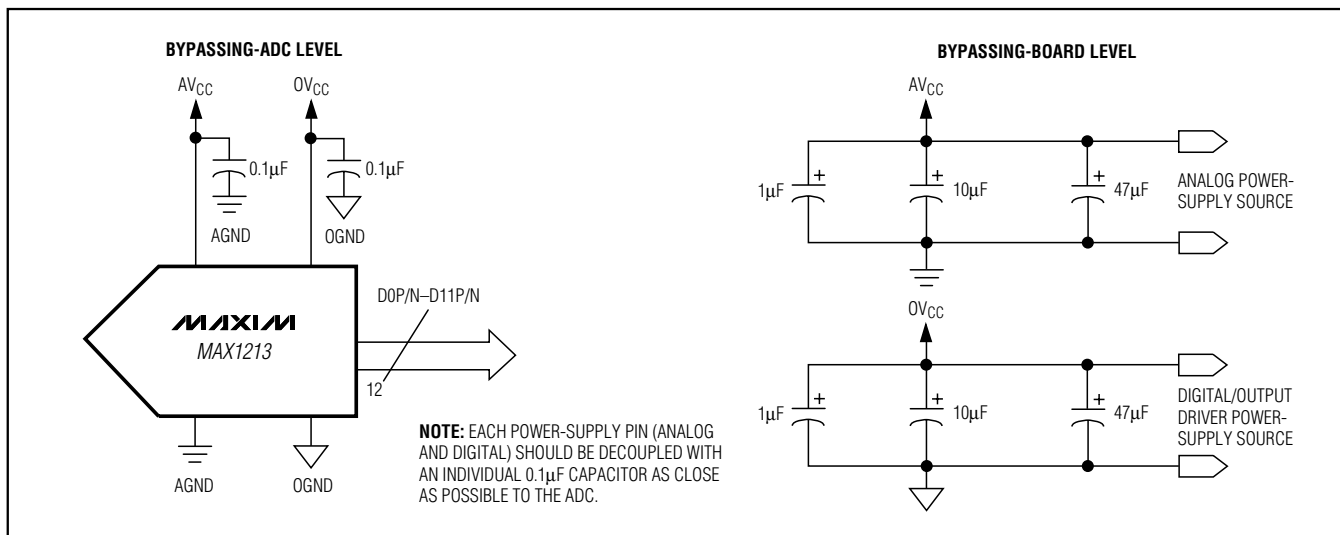 BYPASSING-ADC LEVEL
AVCC
OVCC
0.1µF
0.1µF
AGND
OGND
MAXIM
MAX1213
D0P/N–D11P/N
12
AGND
OGND
NOTE: EACH POWER-SUPPLY PIN (ANALOG
AND DIGITAL) SHOULD BE DECOUPLED WITH
AN INDIVIDUAL 0.1µF CAPACITOR AS CLOSE
AS POSSIBLE TO THE ADC.
BYPASSING-BOARD LEVEL
AVCC
1µF
+
10µF
+
47µF
+
ANALOG POWER-
SUPPLY SOURCE
OVCC
1µF
+
10µF
+
47µF
+
DIGITAL/OUTPUT
DRIVER POWER-
SUPPLY SOURCE